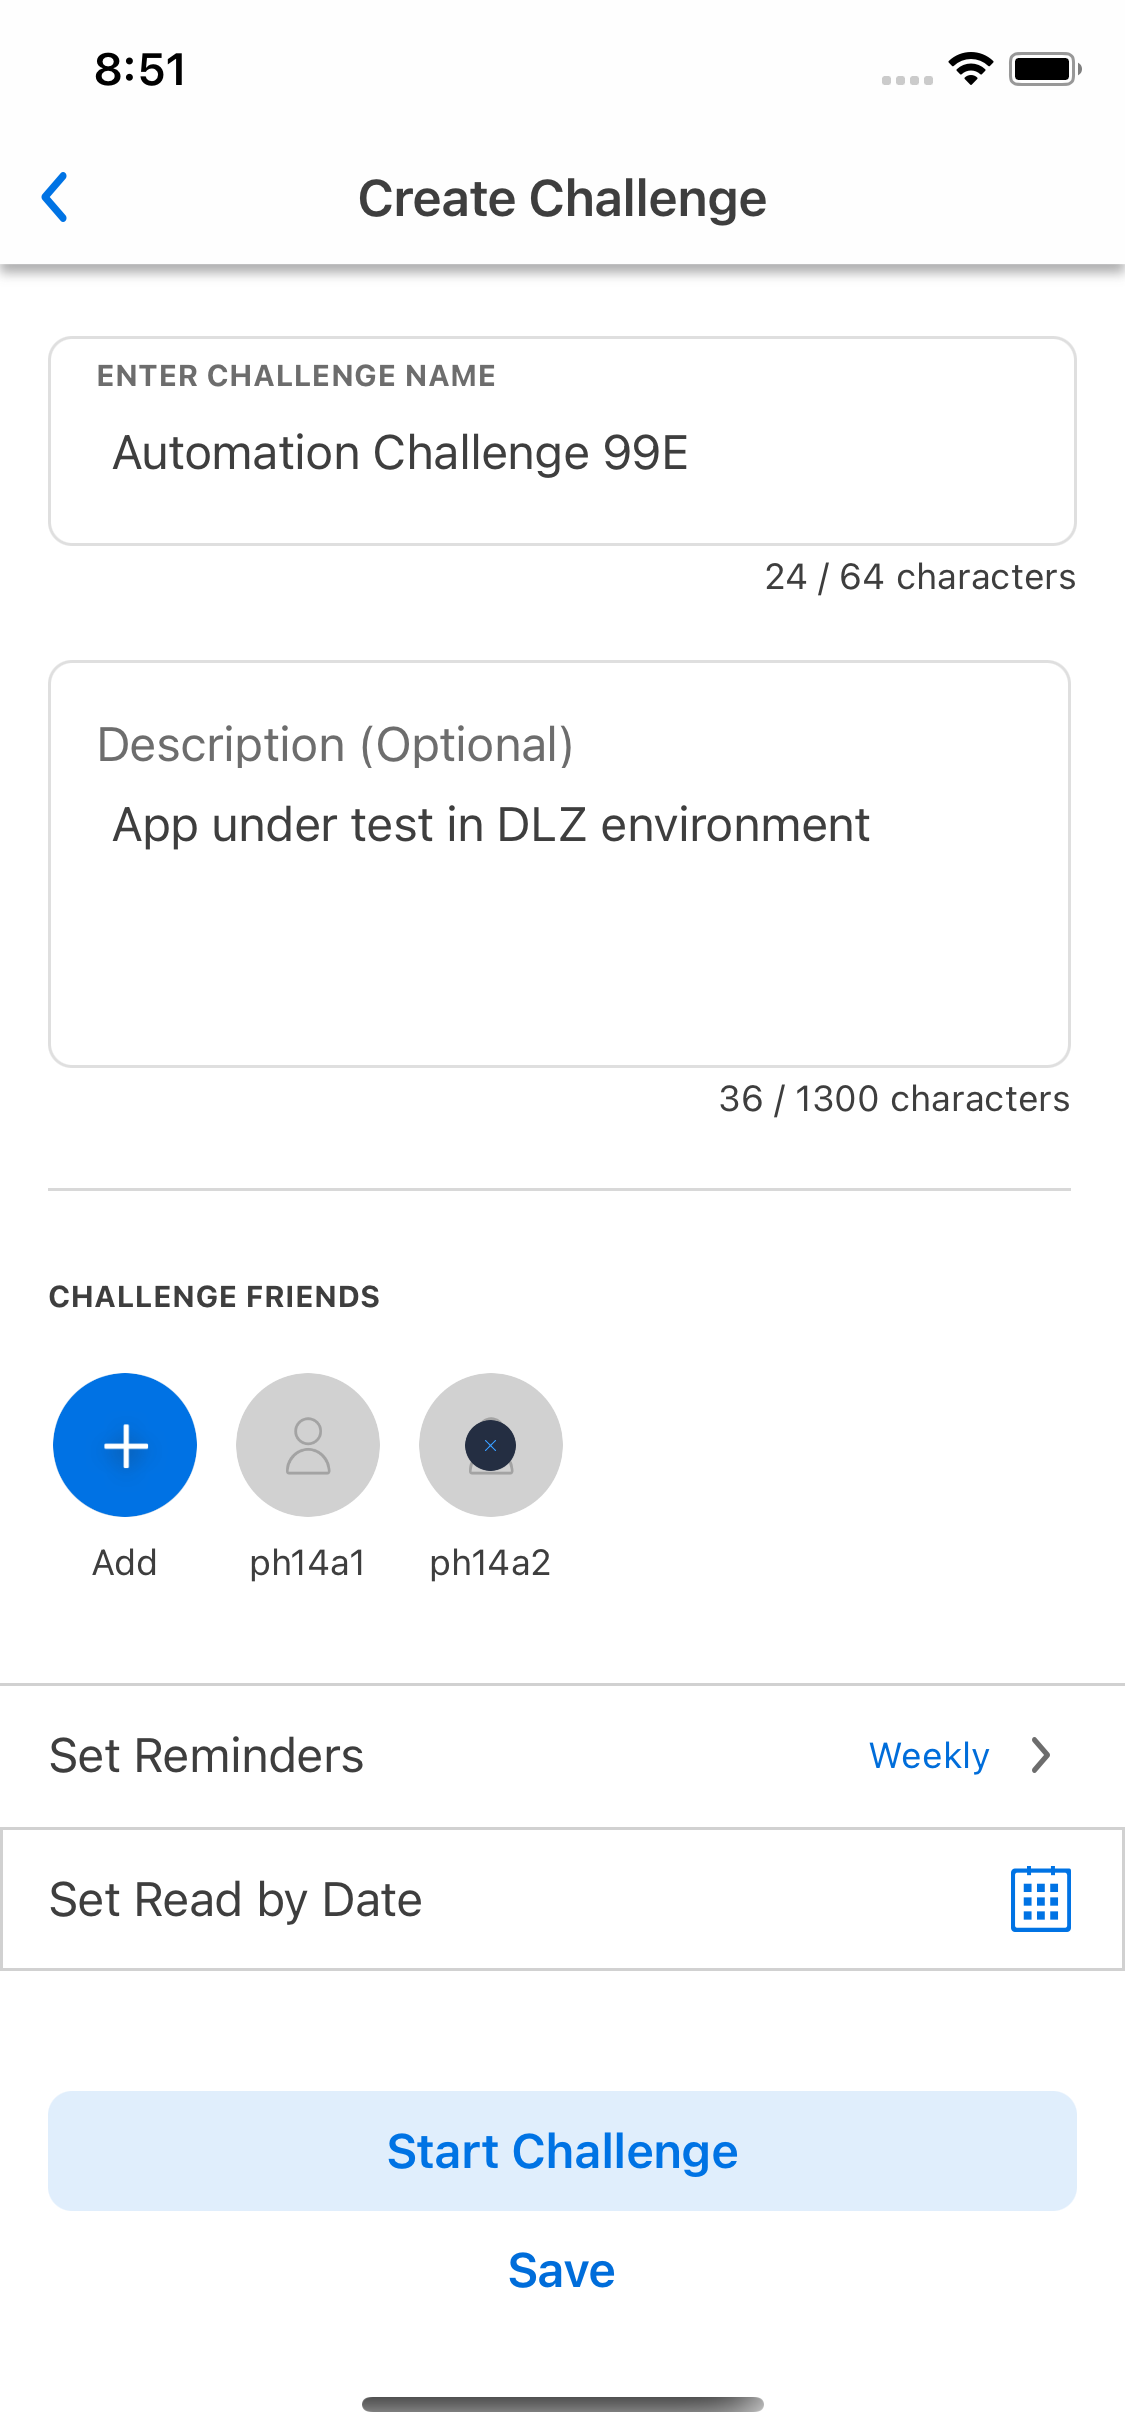 8:51
Create Challenge
ENTER CHALLENGE NAME
Automation Challenge 99E
24 / 64 characters
Description (Optional)
App under test in DLZ environment
36 / 1300 characters
CHALLENGE FRIENDS
Add ph14a1 ph14a2
Set Reminders Weekly
Set Read by Date
Start Challenge
Save